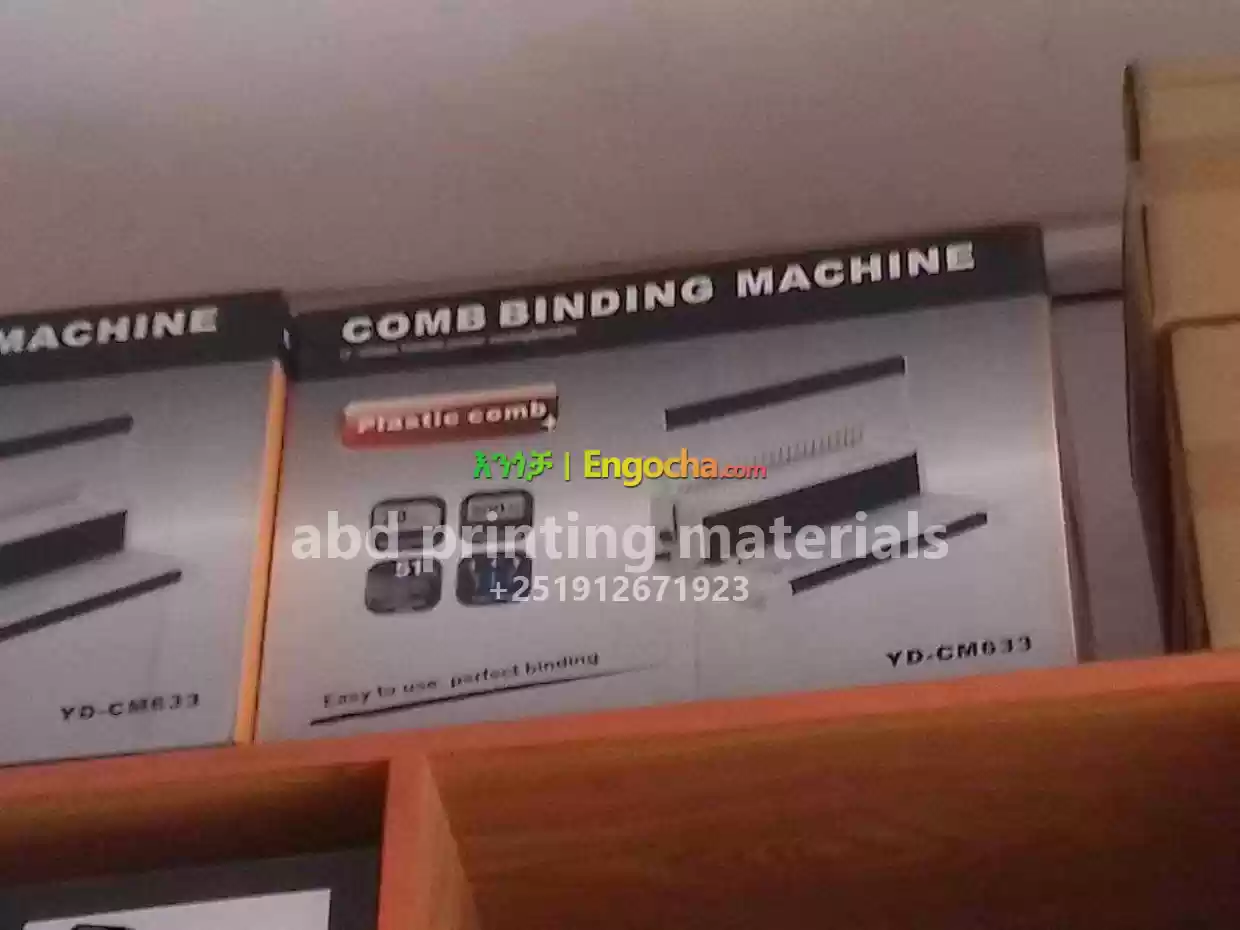 MACHINE
COMB BINDING MACHINE
Plastic comb
እንጎቻ | Engocha.com
abd printing materials
+251912671923
Easy to use perfect binding
YD-CM633
YD-CM633